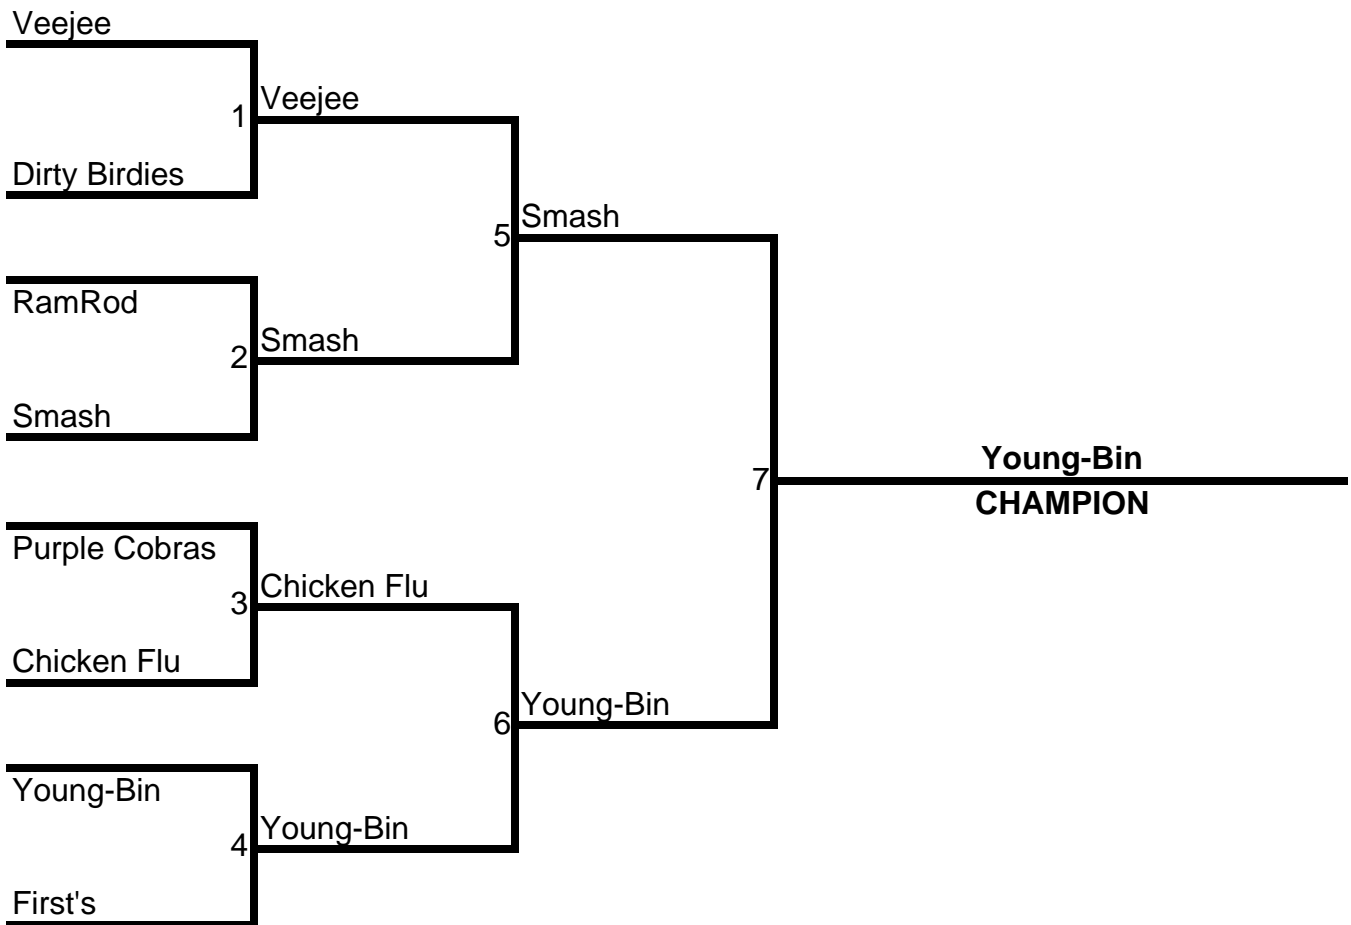 Veejee
1
Veejee
Dirty Birdies
5
Smash
RamRod
2
Smash
Smash
7
Young-Bin
CHAMPION
Purple Cobras
3
Chicken Flu
Chicken Flu
6
Young-Bin
Young-Bin
4
Young-Bin
First's